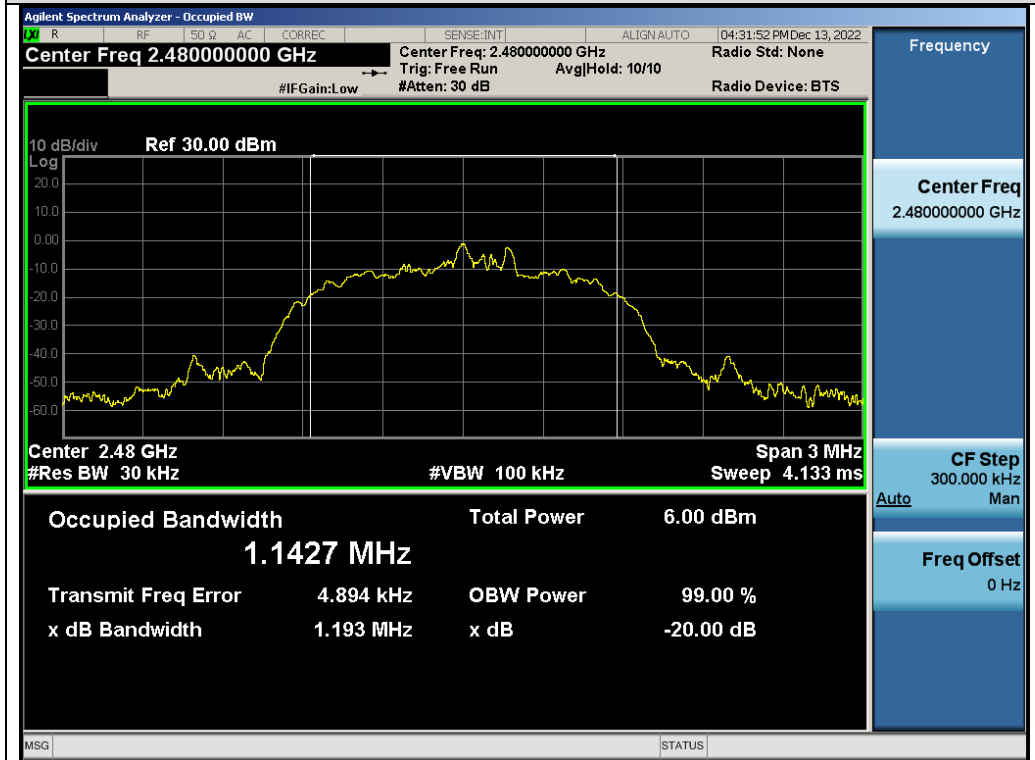 Agilent Spectrum Analyzer - Occupied BW
LXI R RF 50 Ω AC CORREC SENSE:INT ALIGN AUTO 04:31:52 PM Dec 13, 2022
Center Freq 2.480000000 GHz
Center Freq: 2.480000000 GHz
Radio Std: None
Trig: Free Run Avg|Hold: 10/10
#IFGain:Low #Atten: 30 dB Radio Device: BTS
10 dB/div Ref 30.00 dBm
Log
20.0
10.0
0.00
-10.0
-20.0
-30.0
-40.0
-50.0
-60.0
Center 2.48 GHz Span 3 MHz
#Res BW 30 kHz #VBW 100 kHz Sweep 4.133 ms
Occupied Bandwidth Total Power 6.00 dBm
1.1427 MHz
Transmit Freq Error 4.894 kHz OBW Power 99.00 %
x dB Bandwidth 1.193 MHz x dB -20.00 dB
MSG STATUS
Frequency
Center Freq
2.480000000 GHz
CF Step
300.000 kHz
Auto Man
Freq Offset
0 Hz